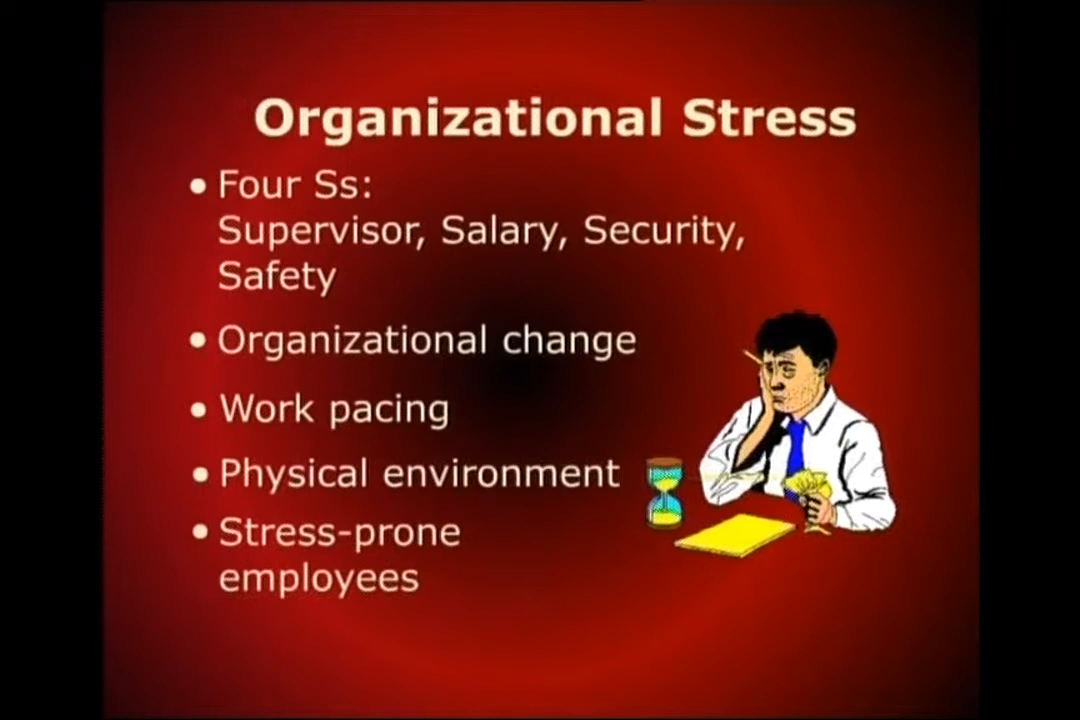 Organizational Stress
• Four Ss:
Supervisor, Salary, Security,
Safety
• Organizational change
• Work pacing
• Physical environment
• Stress-prone
employees